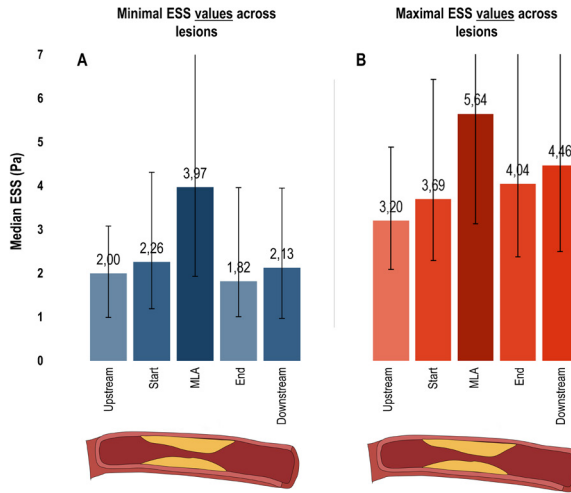 Minimal ESS values across
lesions
Maximal ESS values across
lesions
A
B
Median ESS (Pa)
7
6
5
4
3
2
1
0
2,00
2,26
3,97
1,82
2,13
3,20
3,69
5,64
4,04
4,46
Upstream
Start
MLA
End
Downstream
Upstream
Start
MLA
End
Downstream